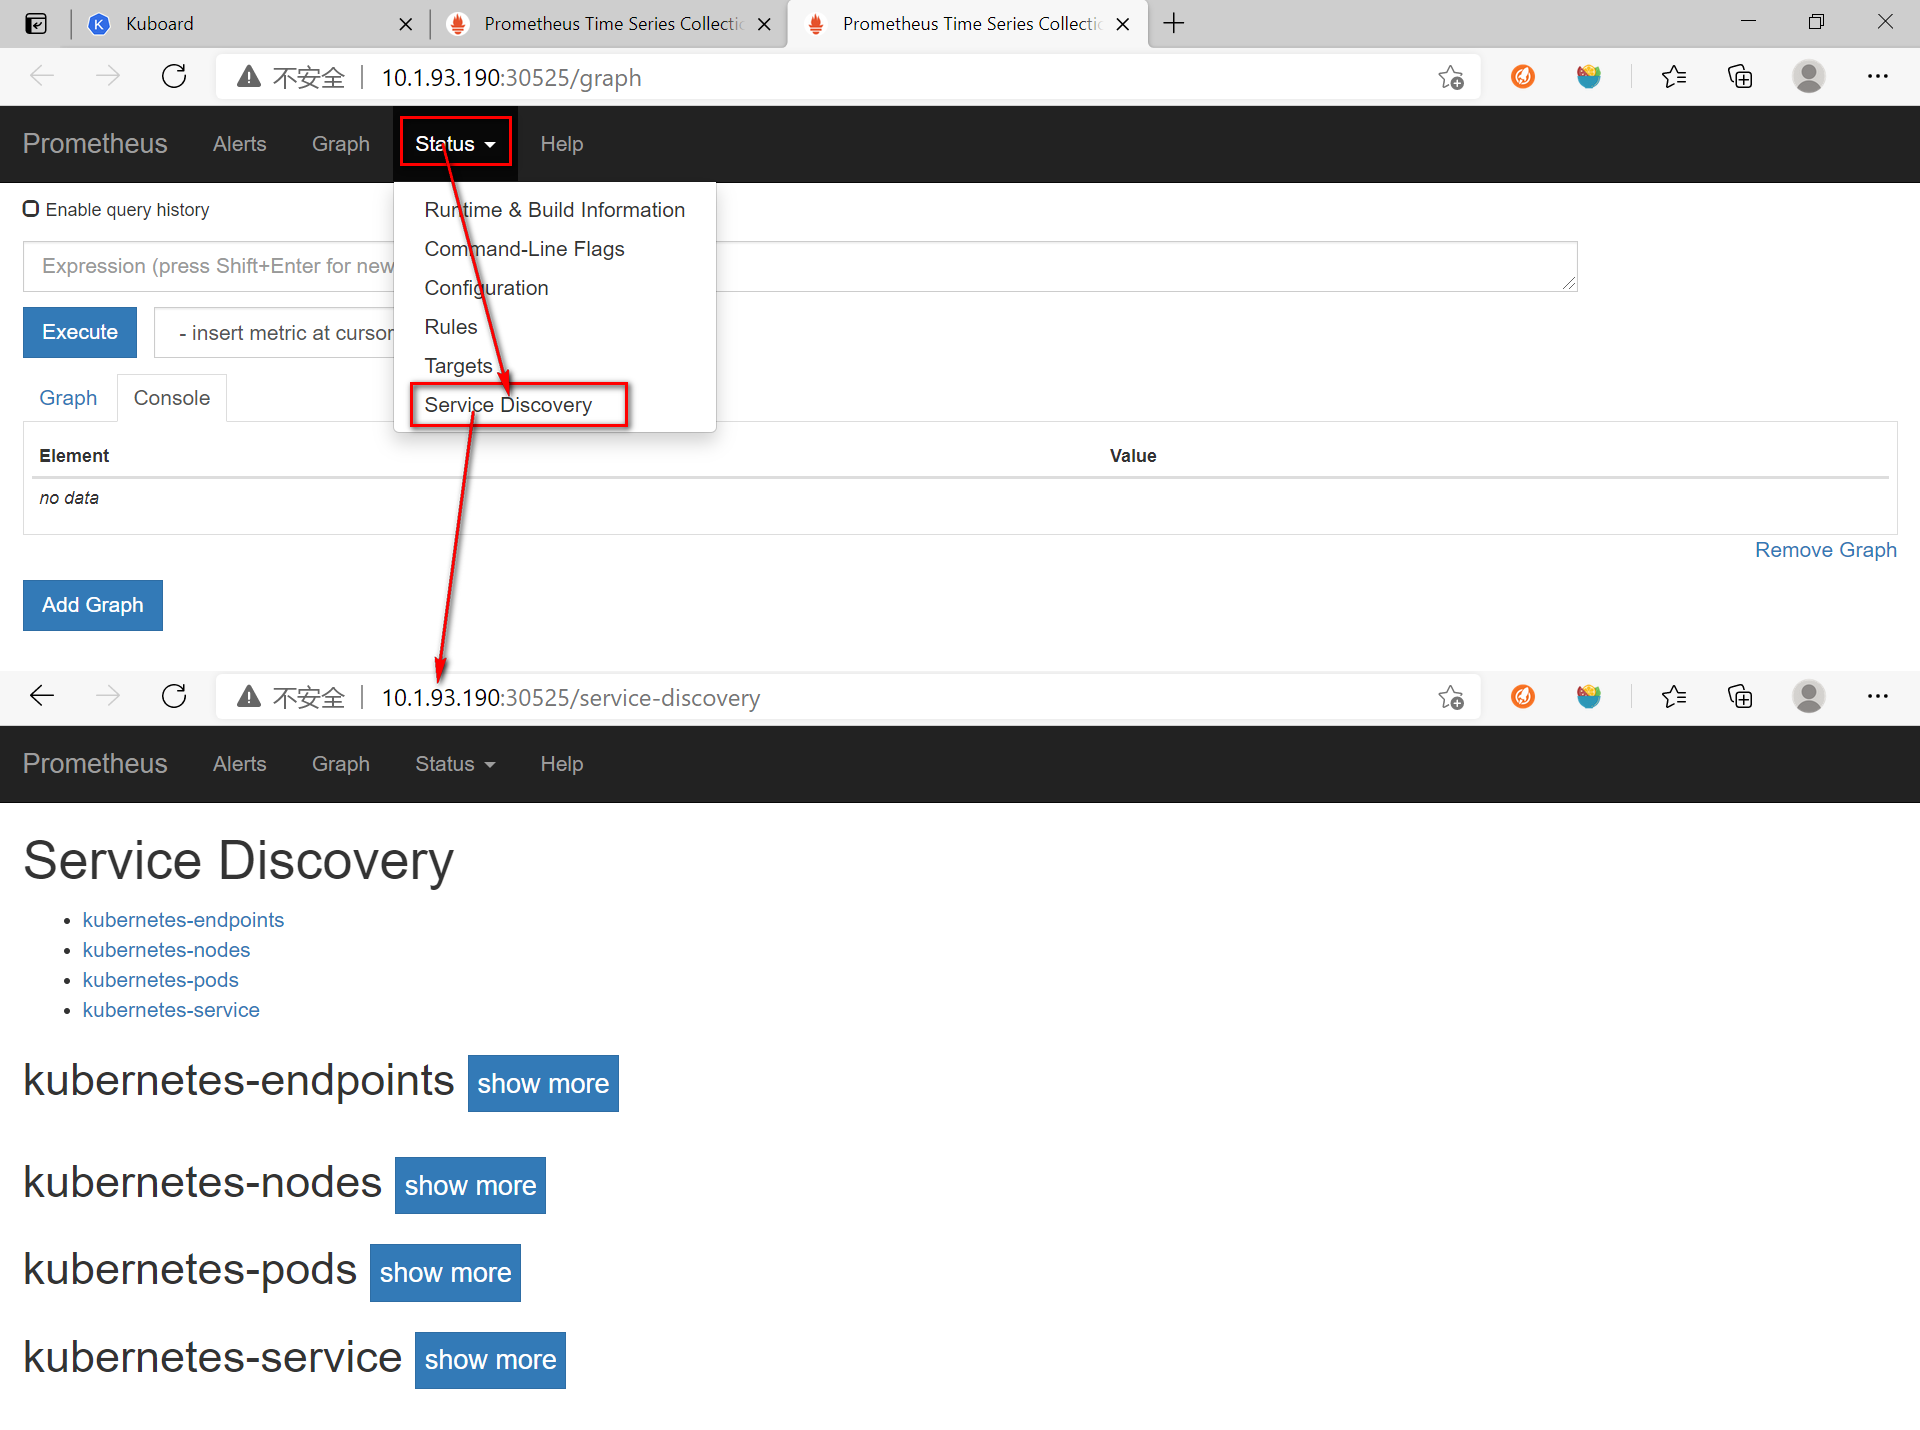 Kuboard
Prometheus Time Series Collectio
Prometheus Time Series Collectio
不安全 10.1.93.190:30525/graph
Prometheus Alerts Graph Status Help
Enable query history
Runtime & Build Information
Command-Line Flags
Expression (press Shift+Enter for new
Configuration
Rules
Execute - insert metric at cursor
Targets
Service Discovery
Graph Console
Element Value
no data
Remove Graph
Add Graph
不安全 10.1.93.190:30525/service-discovery
Prometheus Alerts Graph Status Help
Service Discovery
• kubernetes-endpoints
• kubernetes-nodes
• kubernetes-pods
• kubernetes-service
kubernetes-endpoints show more
kubernetes-nodes show more
kubernetes-pods show more
kubernetes-service show more